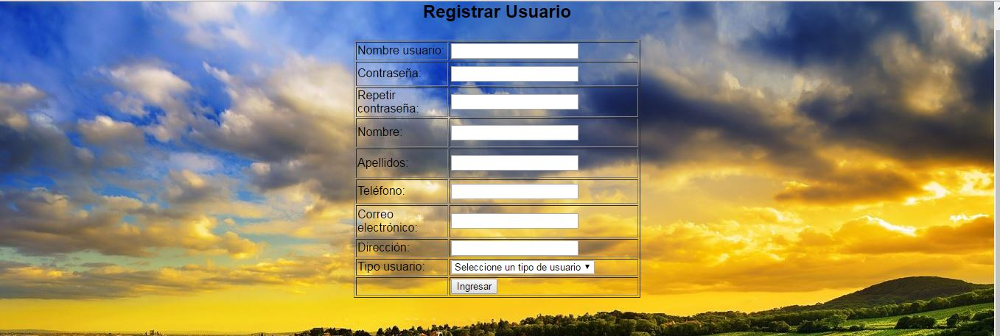 Registrar Usuario
Nombre usuario:
Contraseña:
Repetir
contraseña:
Nombre:
Apellidos:
Teléfono:
Correo
electrónico:
Dirección:
Tipo usuario:
Seleccione un tipo de usuario
Ingresar